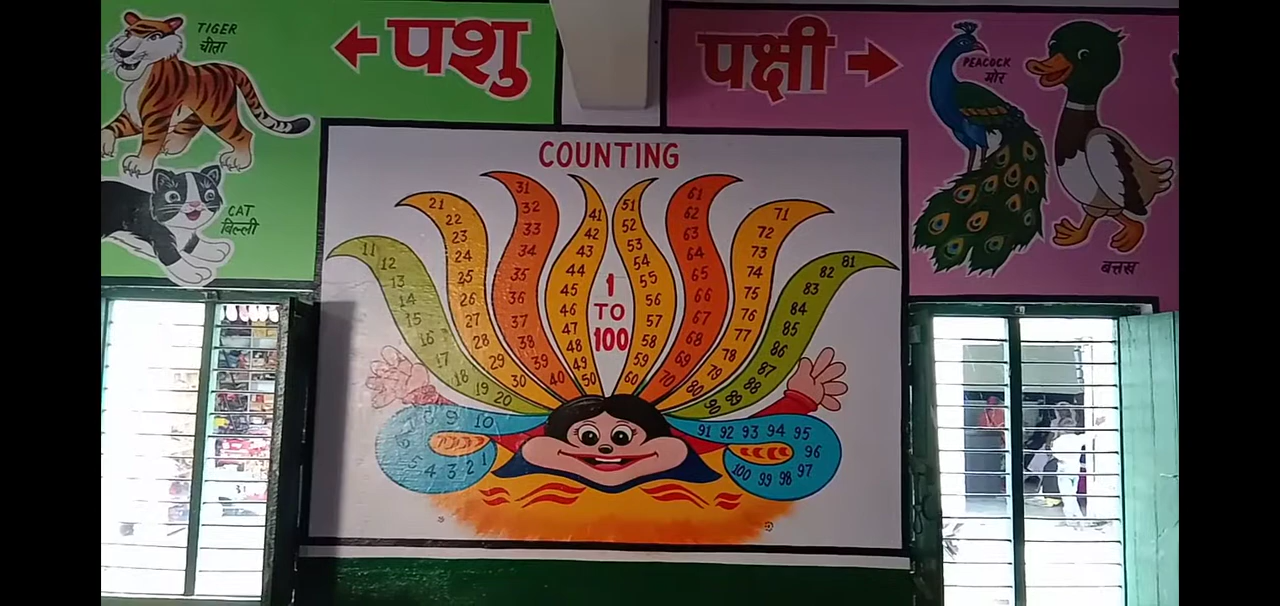 TIGER
चीता
पशु
CAT
बिल्ली
पक्षी
PEACOCK
मोर
बत्तख
COUNTING
1
TO
100
1 2 3 4 5 6 8 9 10
11 12 13 14 15 16 17 18 19 20
21 22 23 24 25 26 27 28 29 30
31 32 33 34 35 36 37 38 39 40
41 42 43 44 45 46 47 48 49 50
51 52 53 54 55 56 57 58 59 60
61 62 63 64 65 66 67 68 69 70
71 72 73 74 75 76 77 78 79 80
81 82 83 84 85 86 87 88 89 90
91 92 93 94 95 96 97 98 99 100